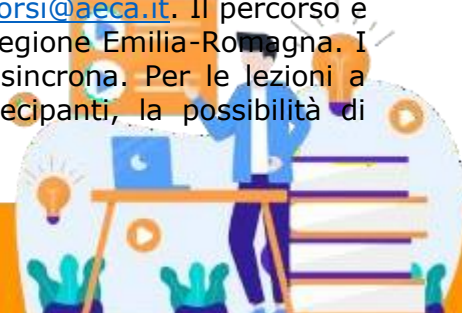 orsi@aeca.it. Il percorso e
egione Emilia-Romagna. I
sincrona. Per le lezioni a
ecipanti, la possibilità di